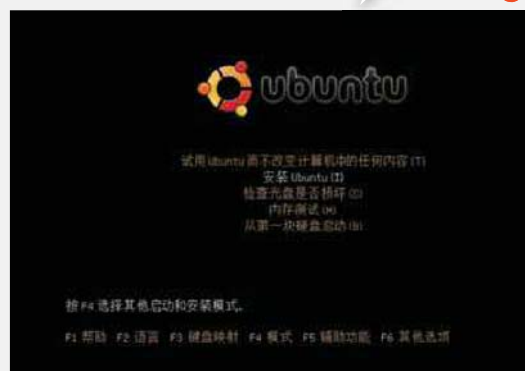 ubuntu
试用 Ubuntu 而不改变计算机中的任何内容 (T)
安装 Ubuntu (I)
检查光盘是否损坏 (C)
内存测试 (M)
从第一块硬盘启动 (B)
按 F4 选择其他启动和安装模式。
F1 帮助 F2 语言 F3 键盘映射 F4 模式 F5 辅助功能 F6 其他选项